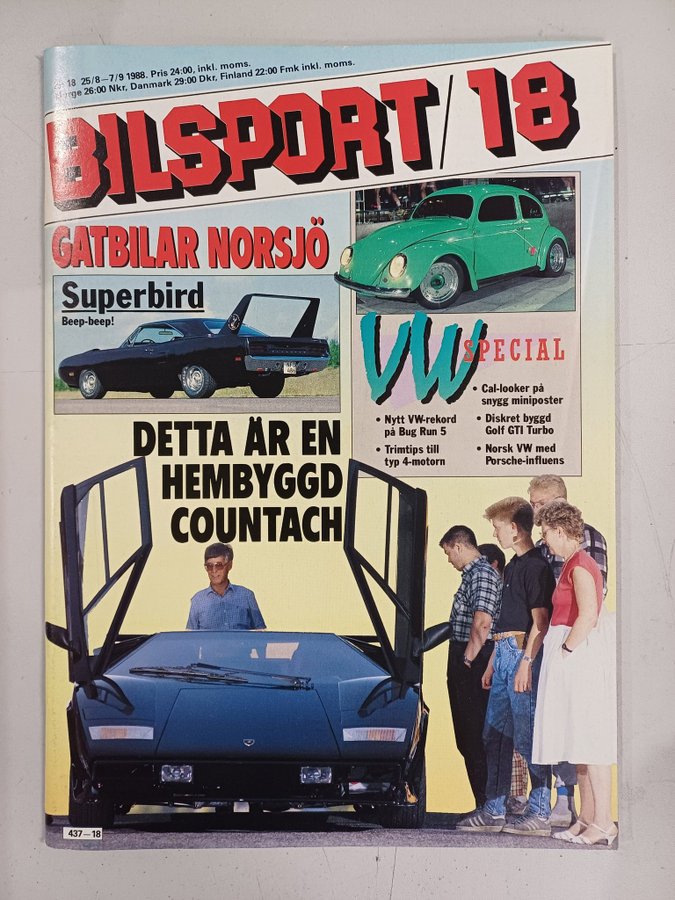 18 25/8–7/9 1988. Pris 24:00, inkl. moms.
Norge 26:00 Nkr, Danmark 29:00 Dkr, Finland 22:00 Fmk inkl. moms.
BILSPORT/18
GATBILAR NORSJÖ
Superbird
Beep-beep!
VW SPECIAL
• Nytt VW-rekord
på Bug Run 5
• Trimtips till
typ 4-motorn
• Cal-looker på
snygg miniposter
• Diskret byggd
Golf GTI Turbo
• Norsk VW med
Porsche-influens
DETTA ÄR EN
HEMBYGGD
COUNTACH
437–18